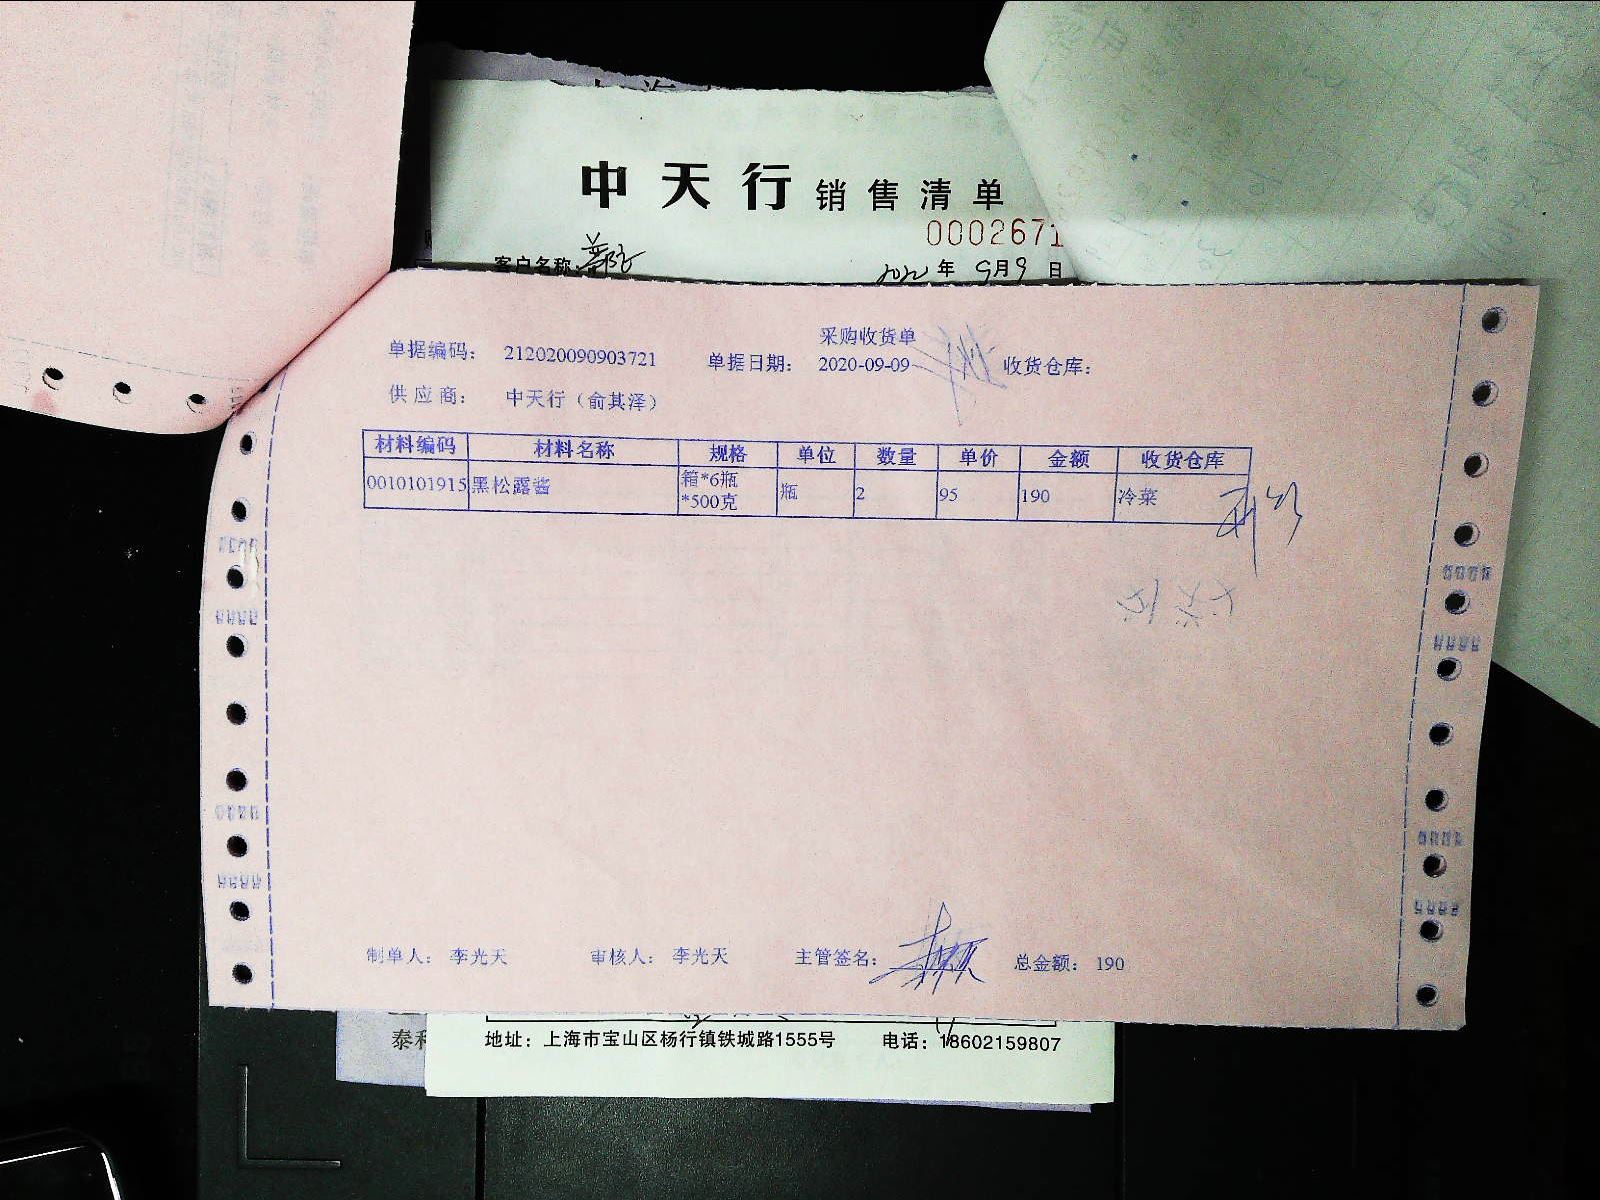 中天行 销售清单
0002671
客户名称:
2020 年 9月9 日
采购收货单
单据编码: 212020090903721 单据日期: 2020-09-09 收货仓库:
供应商: 中天行（俞其泽）
材料编码 材料名称 规格 单位 数量 单价 金额 收货仓库
0010101915 黑松露酱 箱*6瓶*500克 瓶 2 95 190 冷菜
制单人: 李光天 审核人: 李光天 主管签名: 总金额: 190
地址: 上海市宝山区杨行镇铁城路1555号 电话: 18602159807